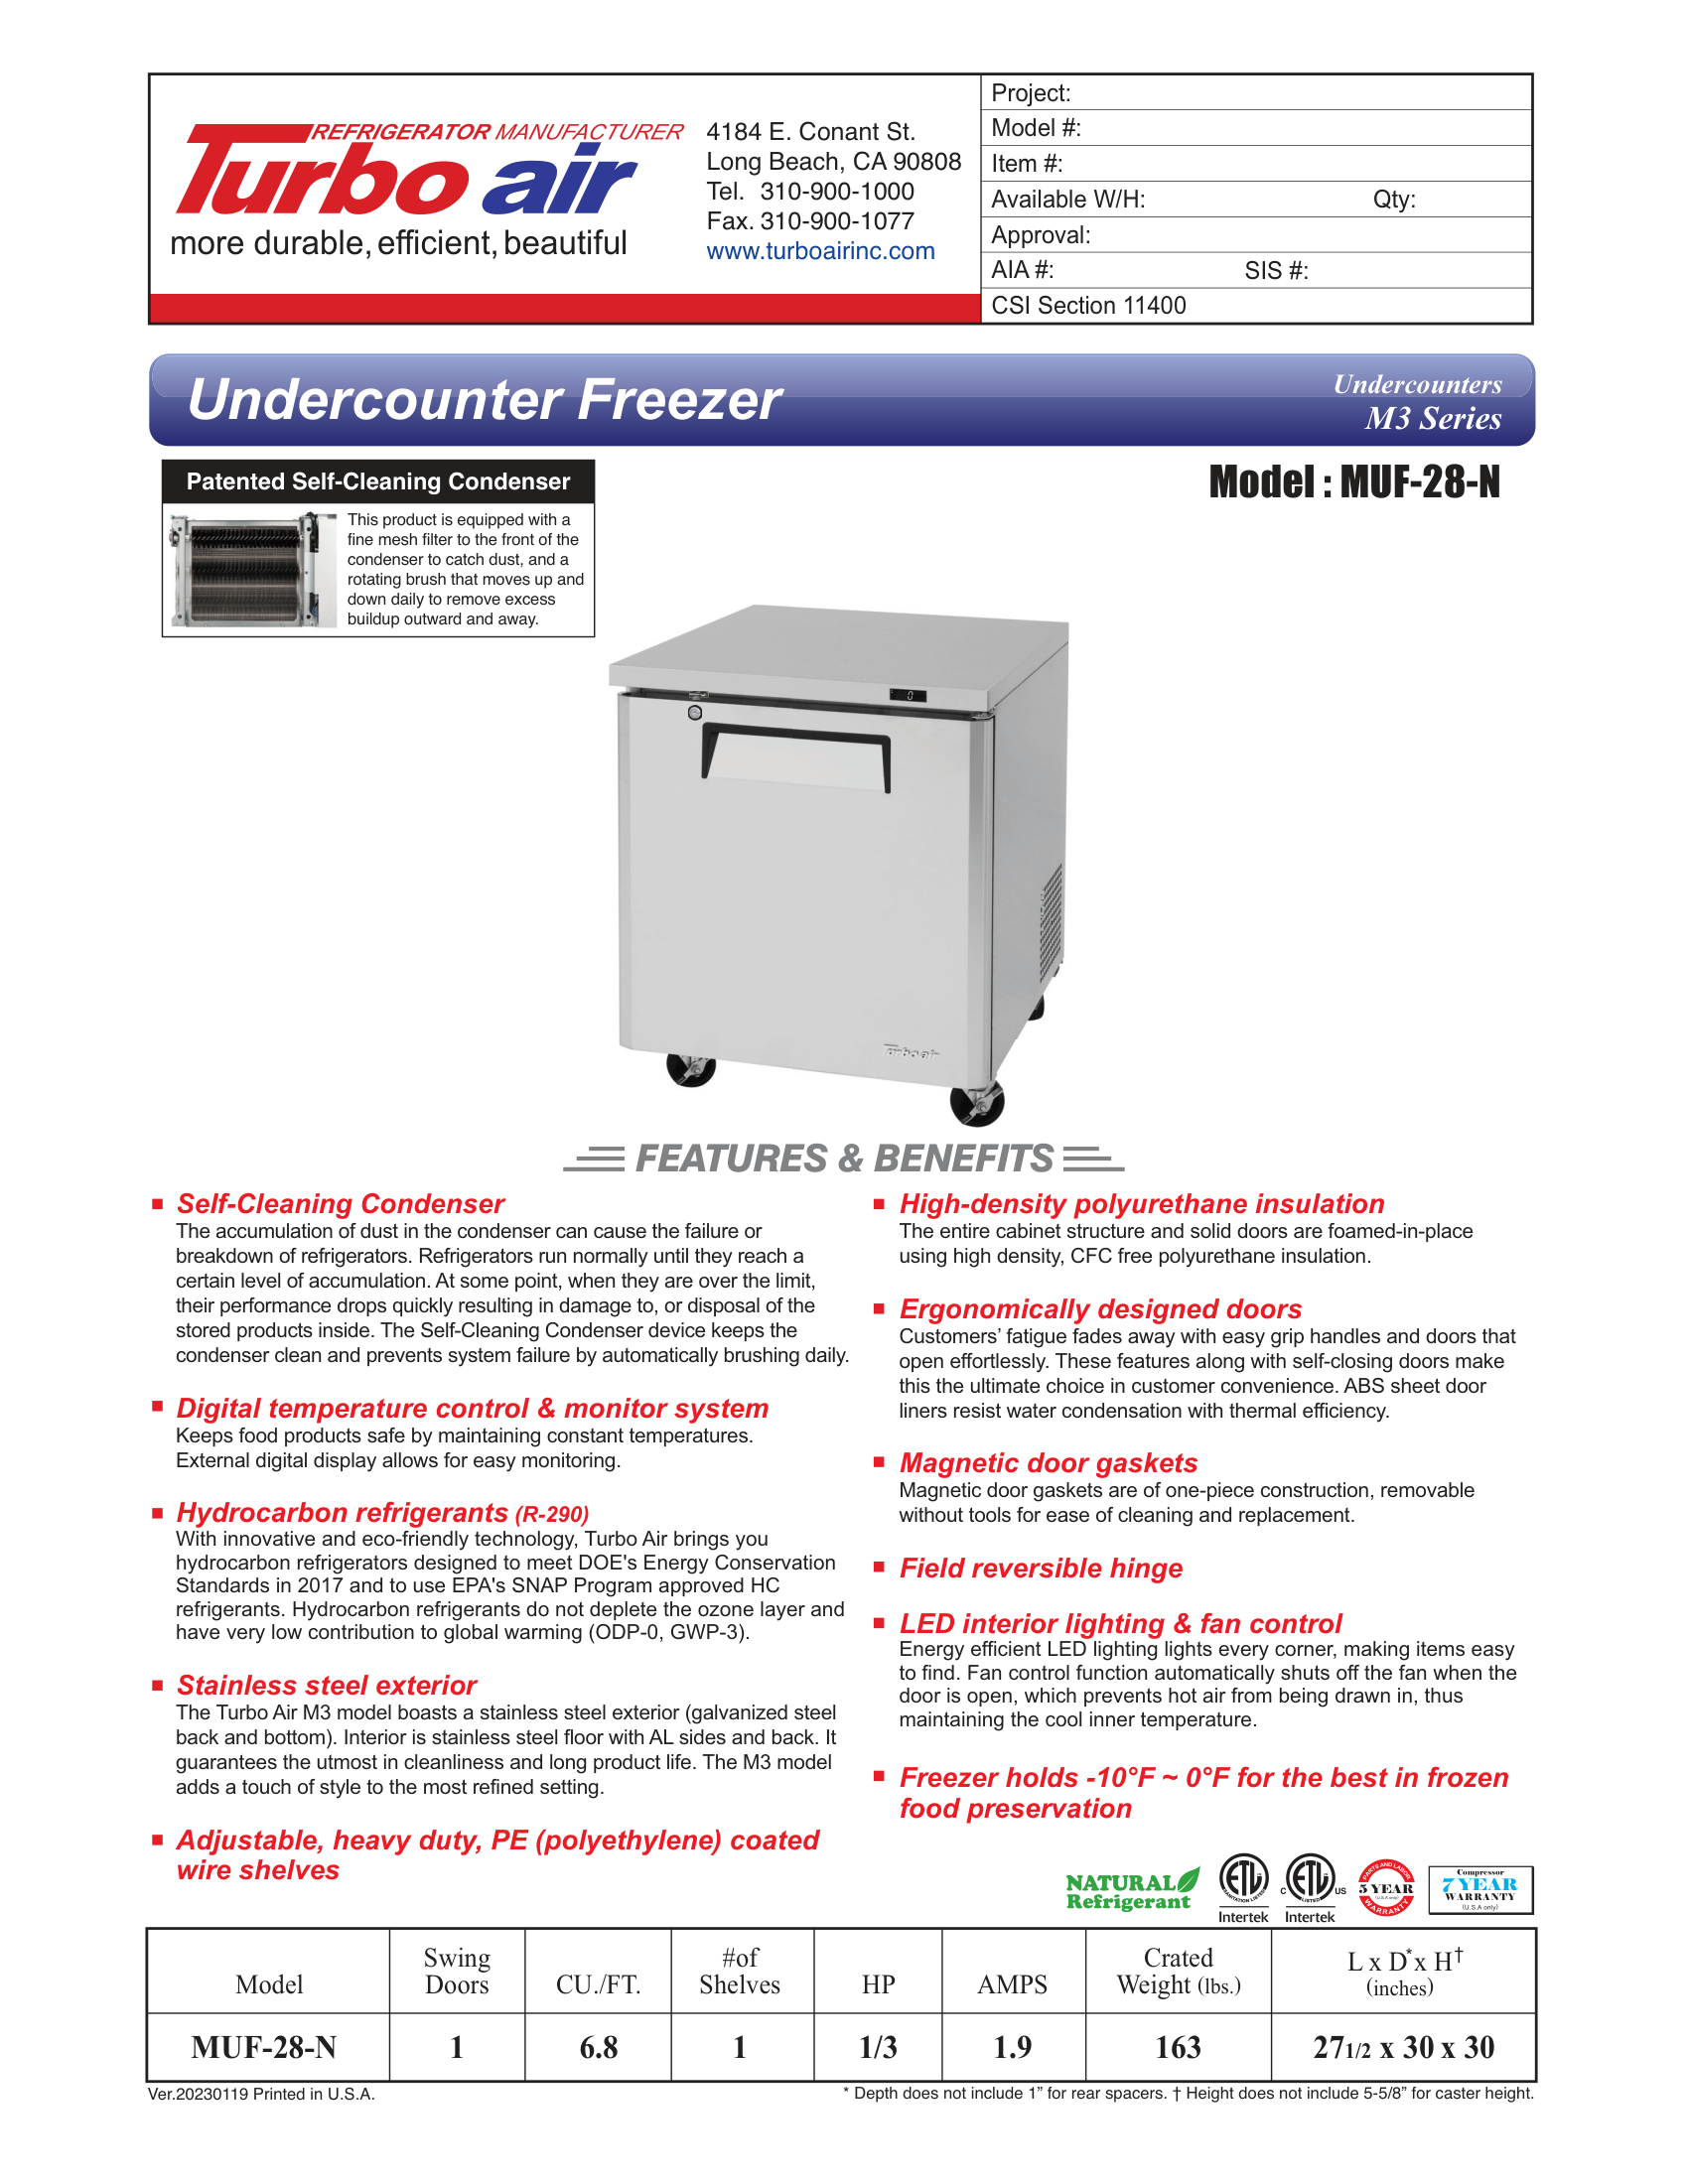 REFRIGERATOR MANUFACTURER
Turbo air
more durable, efficient, beautiful
4184 E. Conant St.
Long Beach, CA 90808
Tel. 310-900-1000
Fax. 310-900-1077
www.turboairinc.com
Project:
Model #:
Item #:
Available W/H: Qty:
Approval:
AIA #: SIS #:
CSI Section 11400
Undercounter Freezer
Undercounters
M3 Series
Patented Self-Cleaning Condenser
This product is equipped with a
fine mesh filter to the front of the
condenser to catch dust, and a
rotating brush that moves up and
down daily to remove excess
buildup outward and away.
Model : MUF-28-N
0
Turbo air
FEATURES & BENEFITS
■ Self-Cleaning Condenser
The accumulation of dust in the condenser can cause the failure or
breakdown of refrigerators. Refrigerators run normally until they reach a
certain level of accumulation. At some point, when they are over the limit,
their performance drops quickly resulting in damage to, or disposal of the
stored products inside. The Self-Cleaning Condenser device keeps the
condenser clean and prevents system failure by automatically brushing daily.
■ Digital temperature control & monitor system
Keeps food products safe by maintaining constant temperatures.
External digital display allows for easy monitoring.
■ Hydrocarbon refrigerants (R-290)
With innovative and eco-friendly technology, Turbo Air brings you
hydrocarbon refrigerators designed to meet DOE's Energy Conservation
Standards in 2017 and to use EPA's SNAP Program approved HC
refrigerants. Hydrocarbon refrigerants do not deplete the ozone layer and
have very low contribution to global warming (ODP-0, GWP-3).
■ Stainless steel exterior
The Turbo Air M3 model boasts a stainless steel exterior (galvanized steel
back and bottom). Interior is stainless steel floor with AL sides and back. It
guarantees the utmost in cleanliness and long product life. The M3 model
adds a touch of style to the most refined setting.
■ Adjustable, heavy duty, PE (polyethylene) coated
wire shelves
■ High-density polyurethane insulation
The entire cabinet structure and solid doors are foamed-in-place
using high density, CFC free polyurethane insulation.
■ Ergonomically designed doors
Customers’ fatigue fades away with easy grip handles and doors that
open effortlessly. These features along with self-closing doors make
this the ultimate choice in customer convenience. ABS sheet door
liners resist water condensation with thermal efficiency.
■ Magnetic door gaskets
Magnetic door gaskets are of one-piece construction, removable
without tools for ease of cleaning and replacement.
■ Field reversible hinge
■ LED interior lighting & fan control
Energy efficient LED lighting lights every corner, making items easy
to find. Fan control function automatically shuts off the fan when the
door is open, which prevents hot air from being drawn in, thus
maintaining the cool inner temperature.
■ Freezer holds -10°F ~ 0°F for the best in frozen
food preservation
NATURAL
Refrigerant
ETL
SANITATION LISTED
Intertek
C ETL US
LISTED
Intertek
PARTS AND LABOR
5 YEAR
(U.S.A only)
WARRANTY
Compressor
7 YEAR
WARRANTY
(U.S.A only)
Model Swing Doors CU./FT. #of Shelves HP AMPS Crated Weight (lbs.) L x D* x H† (inches)
MUF-28-N 1 6.8 1 1/3 1.9 163 27 1/2 x 30 x 30
Ver.20230119 Printed in U.S.A.
* Depth does not include 1” for rear spacers. † Height does not include 5-5/8” for caster height.